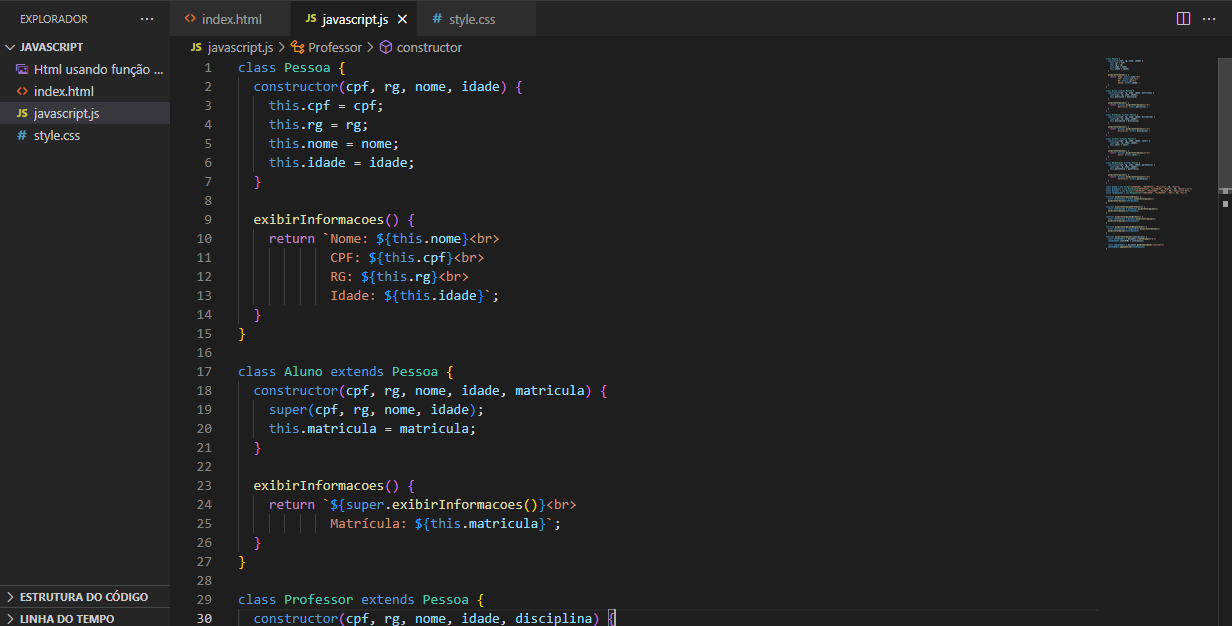 EXPLORADOR ···
index.html
JS javascript.js ×
# style.css
JAVASCRIPT
Html usando função ...
index.html
JS javascript.js
# style.css
ESTRUTURA DO CÓDIGO
LINHA DO TEMPO
JS javascript.js > Professor > constructor
1 class Pessoa {
2 constructor(cpf, rg, nome, idade) {
3 this.cpf = cpf;
4 this.rg = rg;
5 this.nome = nome;
6 this.idade = idade;
7 }
8
9 exibirInformacoes() {
10 return `Nome: ${this.nome}<br>
11 CPF: ${this.cpf}<br>
12 RG: ${this.rg}<br>
13 Idade: ${this.idade}`;
14 }
15 }
16
17 class Aluno extends Pessoa {
18 constructor(cpf, rg, nome, idade, matricula) {
19 super(cpf, rg, nome, idade);
20 this.matricula = matricula;
21 }
22
23 exibirInformacoes() {
24 return `${super.exibirInformacoes()}<br>
25 Matrícula: ${this.matricula}`;
26 }
27 }
28
29 class Professor extends Pessoa {
30 constructor(cpf, rg, nome, idade, disciplina) {